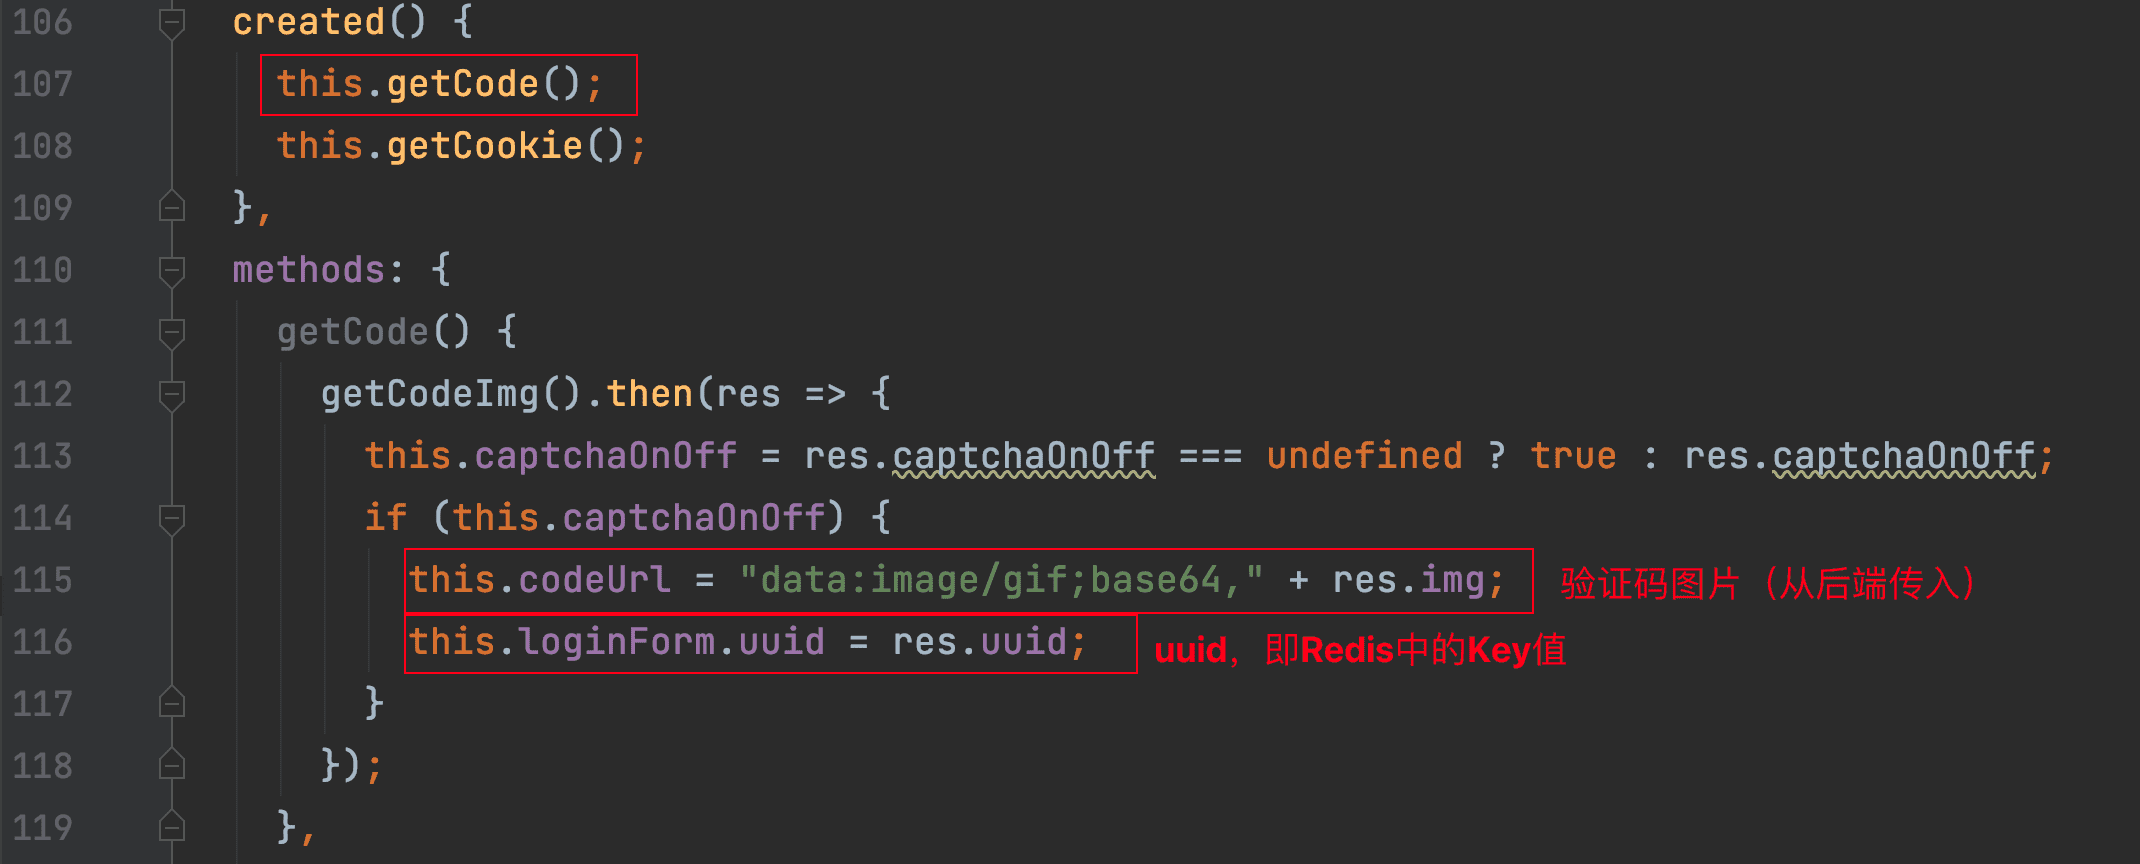 106 created() {
107 this.getCode();
108 this.getCookie();
109 },
110 methods: {
111 getCode() {
112 getCodeImg().then(res => {
113 this.captchaOnOff = res.captchaOnOff === undefined ? true : res.captchaOnOff;
114 if (this.captchaOnOff) {
115 this.codeUrl = "data:image/gif;base64," + res.img; 验证码图片（从后端传入）
116 this.loginForm.uuid = res.uuid; uuid，即Redis中的Key值
117 }
118 });
119 },